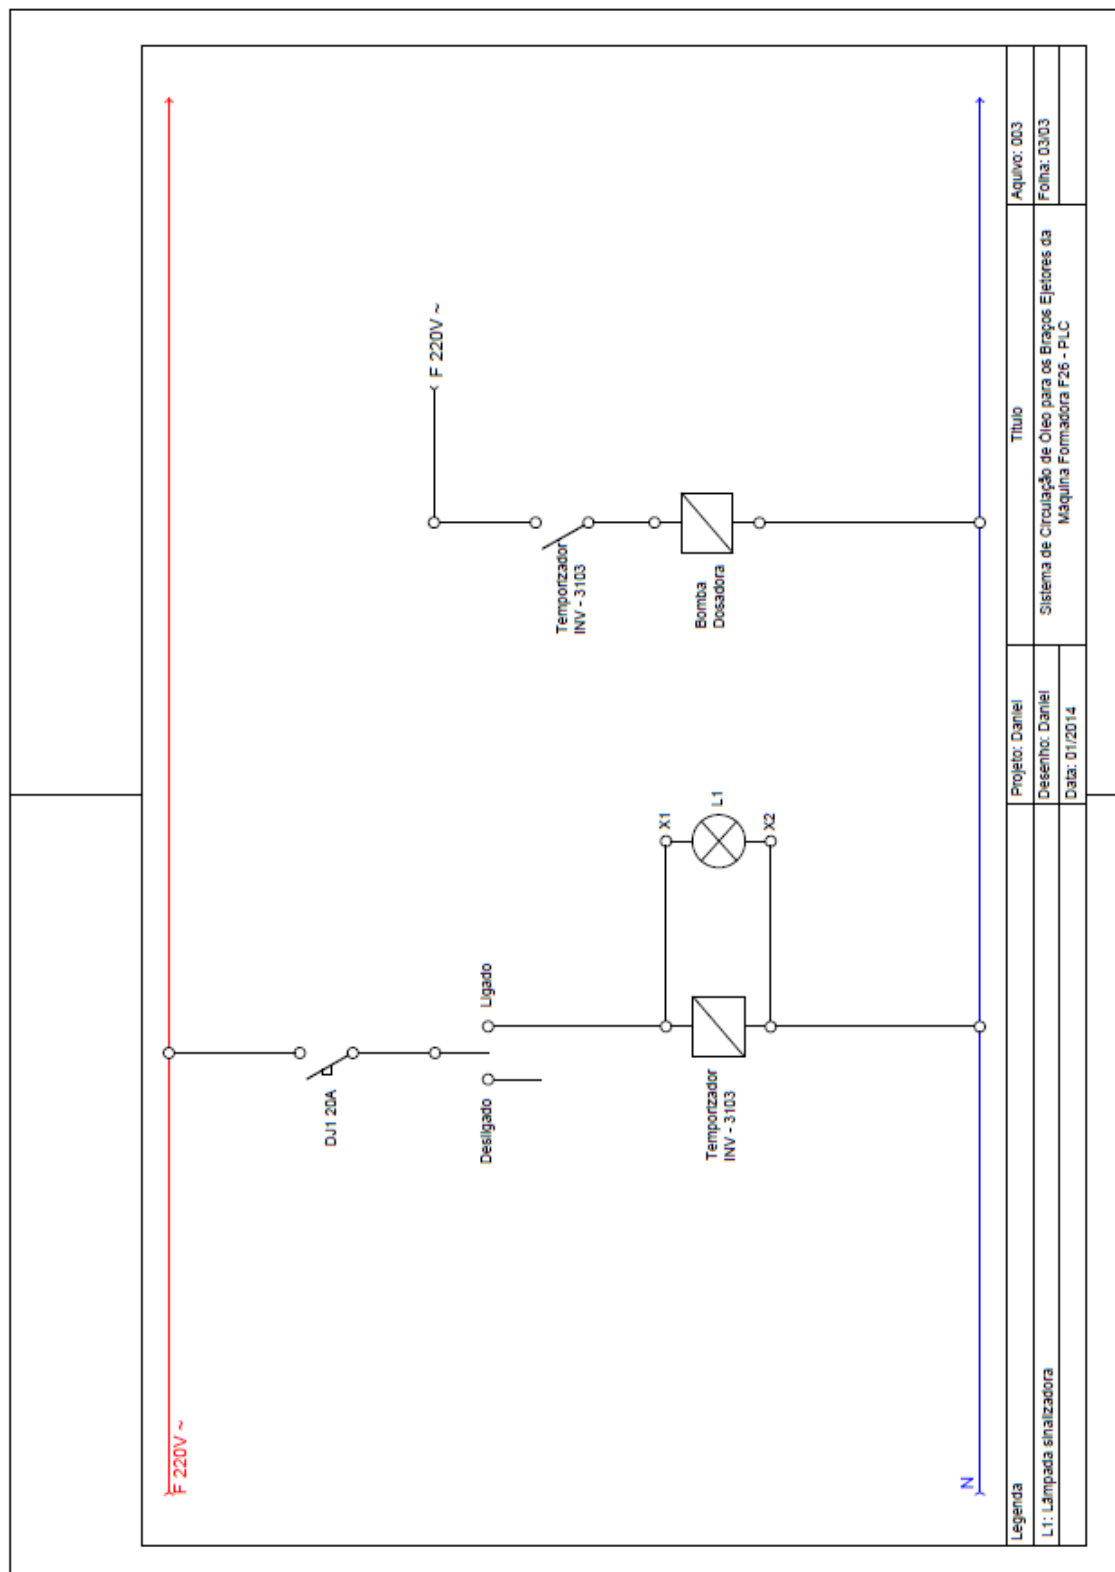 F 220V ~
DJ1 20A
Desligado
Ligado
F 220V ~
Temporizador
INV - 3103
Temporizador
INV - 3103
X1
L1
X2
Bomba
Dosadora
N
Legenda
L1: Lâmpada sinalizadora
Projeto: Daniel
Desenho: Daniel
Data: 01/2014
Título
Sistema de Circulação de Óleo para os Braços Ejetores da
Máquina Formadora F26 - PLC
Aquivo: 003
Folha: 03/03